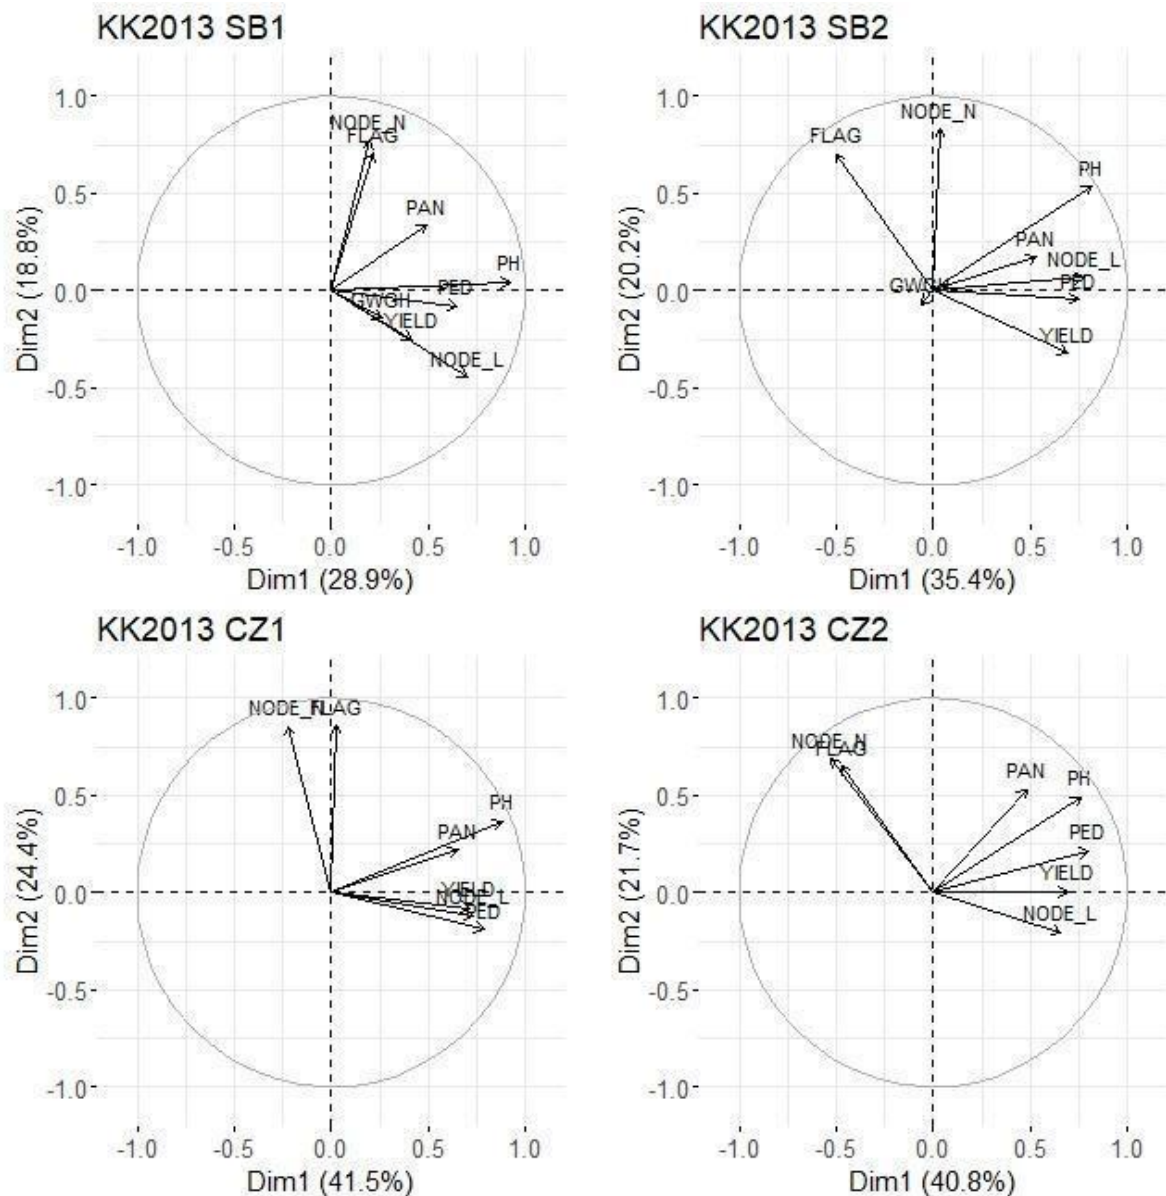 KK2013 SB1
1.0
0.5
0.0
-0.5
-1.0
Dim2 (18.8%)
NODE_N
FLAG
PAN
PH
PED
GWCH
YIELD
NODE_L
-1.0 -0.5 0.0 0.5 1.0
Dim1 (28.9%)
KK2013 SB2
1.0
0.5
0.0
-0.5
-1.0
Dim2 (20.2%)
NODE_N
FLAG
PH
PAN
NODE_L
PED
YIELD
-1.0 -0.5 0.0 0.5 1.0
Dim1 (35.4%)
KK2013 CZ1
1.0
0.5
0.0
-0.5
-1.0
Dim2 (24.4%)
NODE_N FLAG
PH
PAN
YIELD
NODE_L
PED
-1.0 -0.5 0.0 0.5 1.0
Dim1 (41.5%)
KK2013 CZ2
1.0
0.5
0.0
-0.5
-1.0
Dim2 (21.7%)
NODE_N
FLAG
PAN
PH
PED
YIELD
NODE_L
-1.0 -0.5 0.0 0.5 1.0
Dim1 (40.8%)